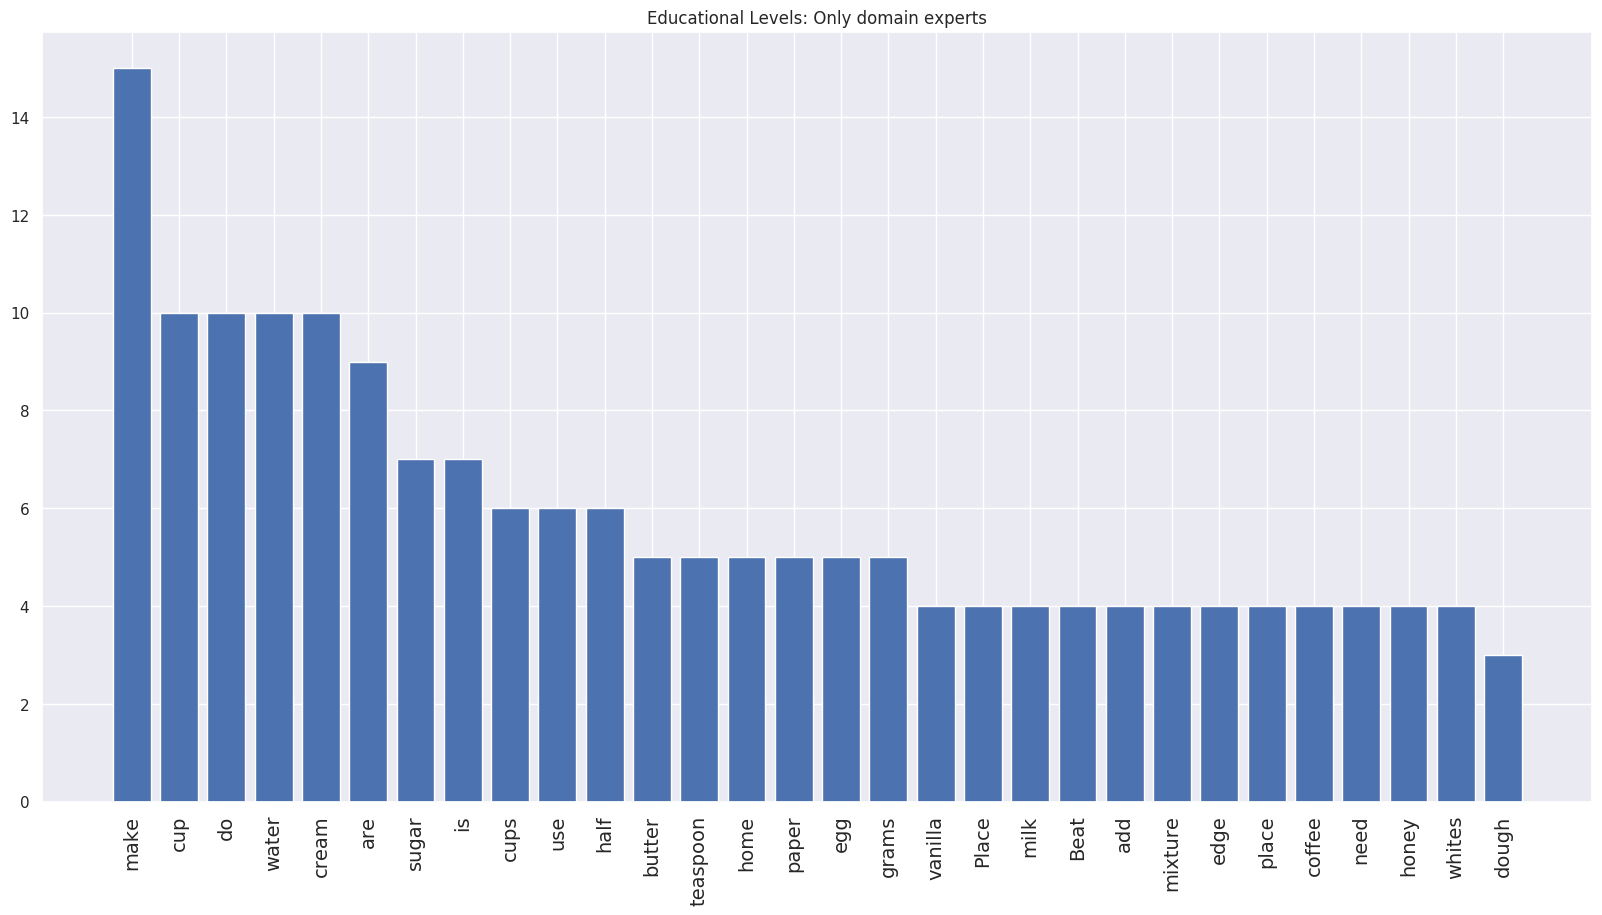 Educational Levels: Only domain experts
14
12
10
8
6
4
2
0
make
cup
do
water
cream
are
sugar
is
cups
use
half
butter
teaspoon
home
paper
egg
grams
vanilla
Place
milk
Beat
add
mixture
edge
place
coffee
need
honey
whites
dough